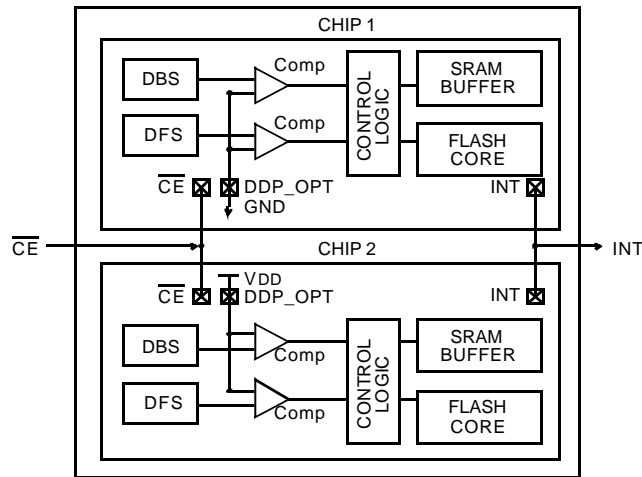 CHIP 1
Comp
DBS
SRAM
BUFFER
CONTROL
LOGIC
DFS
Comp
FLASH
CORE
CE
DDP_OPT
INT
GND
CE
INT
CHIP 2
VDD
CE
DDP_OPT
INT
DBS
Comp
SRAM
BUFFER
CONTROL
LOGIC
DFS
Comp
FLASH
CORE